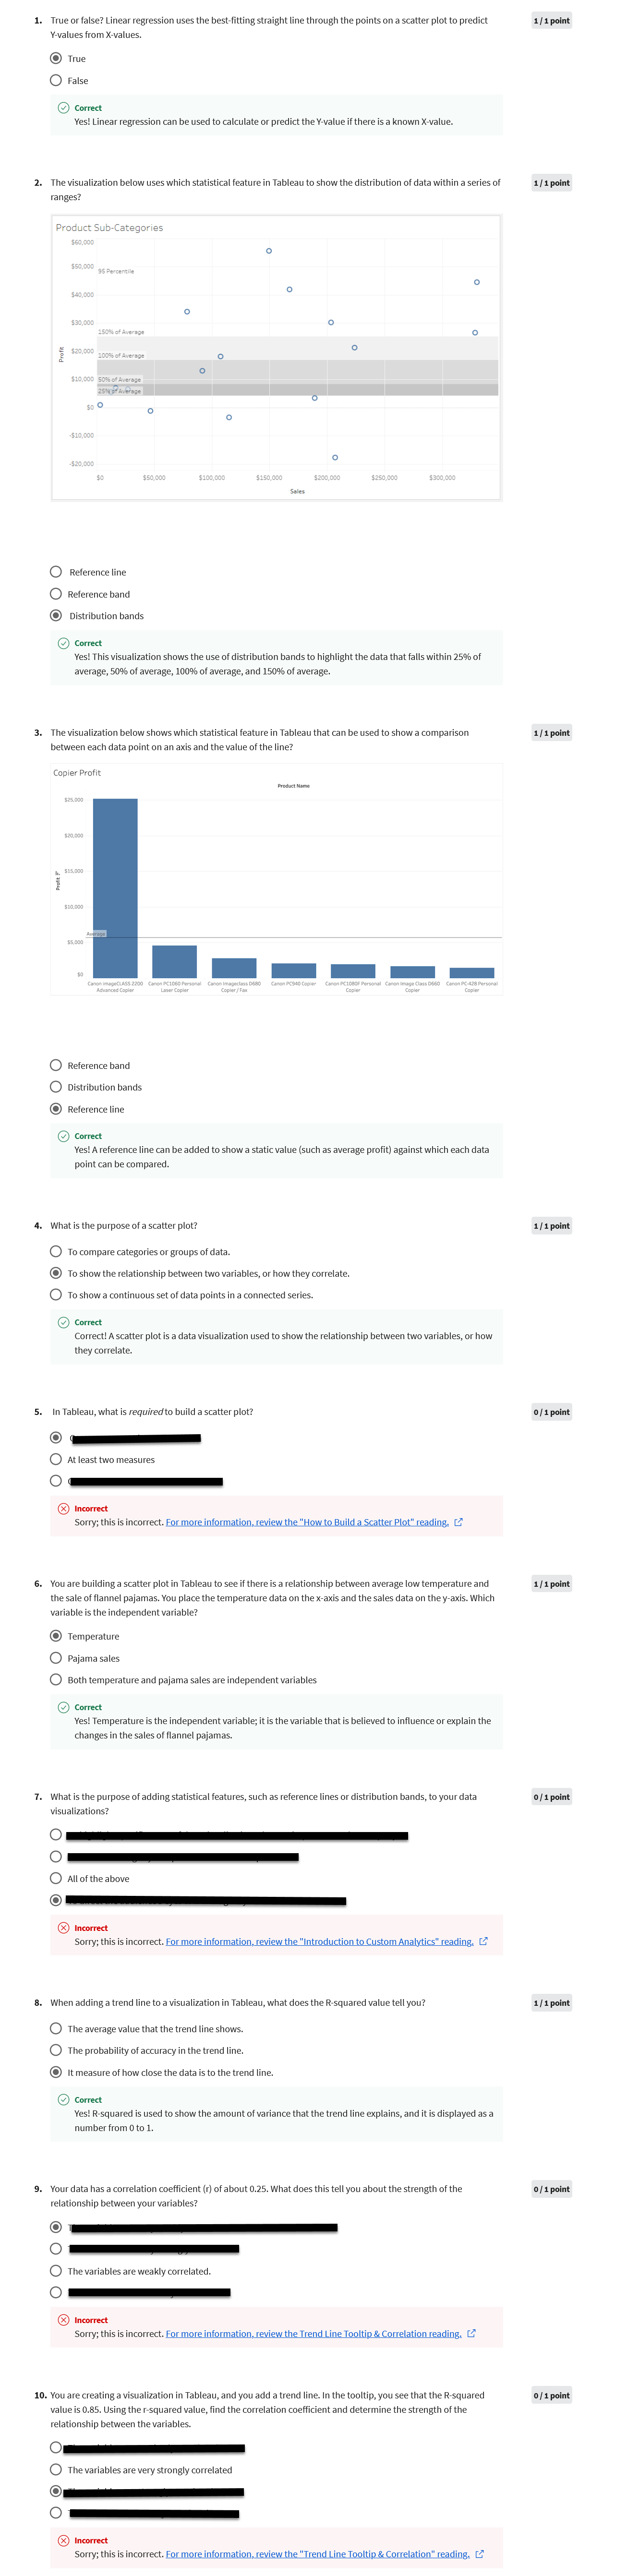 1. True or false? Linear regression uses the best-fitting straight line through the points on a scatter plot to predict
Y-values from X-values.
1 / 1 point
True
False
Correct
Yes! Linear regression can be used to calculate or predict the Y-value if there is a known X-value.
2. The visualization below uses which statistical feature in Tableau to show the distribution of data within a series of
ranges?
1 / 1 point
Product Sub-Categories
$60,000
$50,000
95 Percentile
$40,000
$30,000
150% of Average
$20,000
100% of Average
Profit
$10,000
50% of Average
25% of Average
$0
-$10,000
-$20,000
$0 $50,000 $100,000 $150,000 $200,000 $250,000 $300,000
Sales
Reference line
Reference band
Distribution bands
Correct
Yes! This visualization shows the use of distribution bands to highlight the data that falls within 25% of
average, 50% of average, 100% of average, and 150% of average.
3. The visualization below shows which statistical feature in Tableau that can be used to show a comparison
between each data point on an axis and the value of the line?
1 / 1 point
Copier Profit
Product Name
$25,000
$20,000
$15,000
Profit
$10,000
Average
$5,000
$0
Canon imageCLASS 2200 Canon PC1060 Personal Canon Imageclass D680 Canon PC940 Copier Canon PC1080F Personal Canon Image Class D660 Canon PC-428 Personal
Advanced Copier Laser Copier Copier / Fax Copier Copier Copier
Reference band
Distribution bands
Reference line
Correct
Yes! A reference line can be added to show a static value (such as average profit) against which each data
point can be compared.
4. What is the purpose of a scatter plot?
1 / 1 point
To compare categories or groups of data.
To show the relationship between two variables, or how they correlate.
To show a continuous set of data points in a connected series.
Correct
Correct! A scatter plot is a data visualization used to show the relationship between two variables, or how
they correlate.
5. In Tableau, what is required to build a scatter plot?
0 / 1 point
At least two measures
Incorrect
Sorry; this is incorrect. For more information, review the "How to Build a Scatter Plot" reading.
6. You are building a scatter plot in Tableau to see if there is a relationship between average low temperature and
the sale of flannel pajamas. You place the temperature data on the x-axis and the sales data on the y-axis. Which
variable is the independent variable?
1 / 1 point
Temperature
Pajama sales
Both temperature and pajama sales are independent variables
Correct
Yes! Temperature is the independent variable; it is the variable that is believed to influence or explain the
changes in the sales of flannel pajamas.
7. What is the purpose of adding statistical features, such as reference lines or distribution bands, to your data
visualizations?
0 / 1 point
All of the above
Incorrect
Sorry; this is incorrect. For more information, review the "Introduction to Custom Analytics" reading.
8. When adding a trend line to a visualization in Tableau, what does the R-squared value tell you?
1 / 1 point
The average value that the trend line shows.
The probability of accuracy in the trend line.
It measure of how close the data is to the trend line.
Correct
Yes! R-squared is used to show the amount of variance that the trend line explains, and it is displayed as a
number from 0 to 1.
9. Your data has a correlation coefficient (r) of about 0.25. What does this tell you about the strength of the
relationship between your variables?
0 / 1 point
The variables are weakly correlated.
Incorrect
Sorry; this is incorrect. For more information, review the Trend Line Tooltip & Correlation reading.
10. You are creating a visualization in Tableau, and you add a trend line. In the tooltip, you see that the R-squared
value is 0.85. Using the r-squared value, find the correlation coefficient and determine the strength of the
relationship between the variables.
0 / 1 point
The variables are very strongly correlated
Incorrect
Sorry; this is incorrect. For more information, review the "Trend Line Tooltip & Correlation" reading.